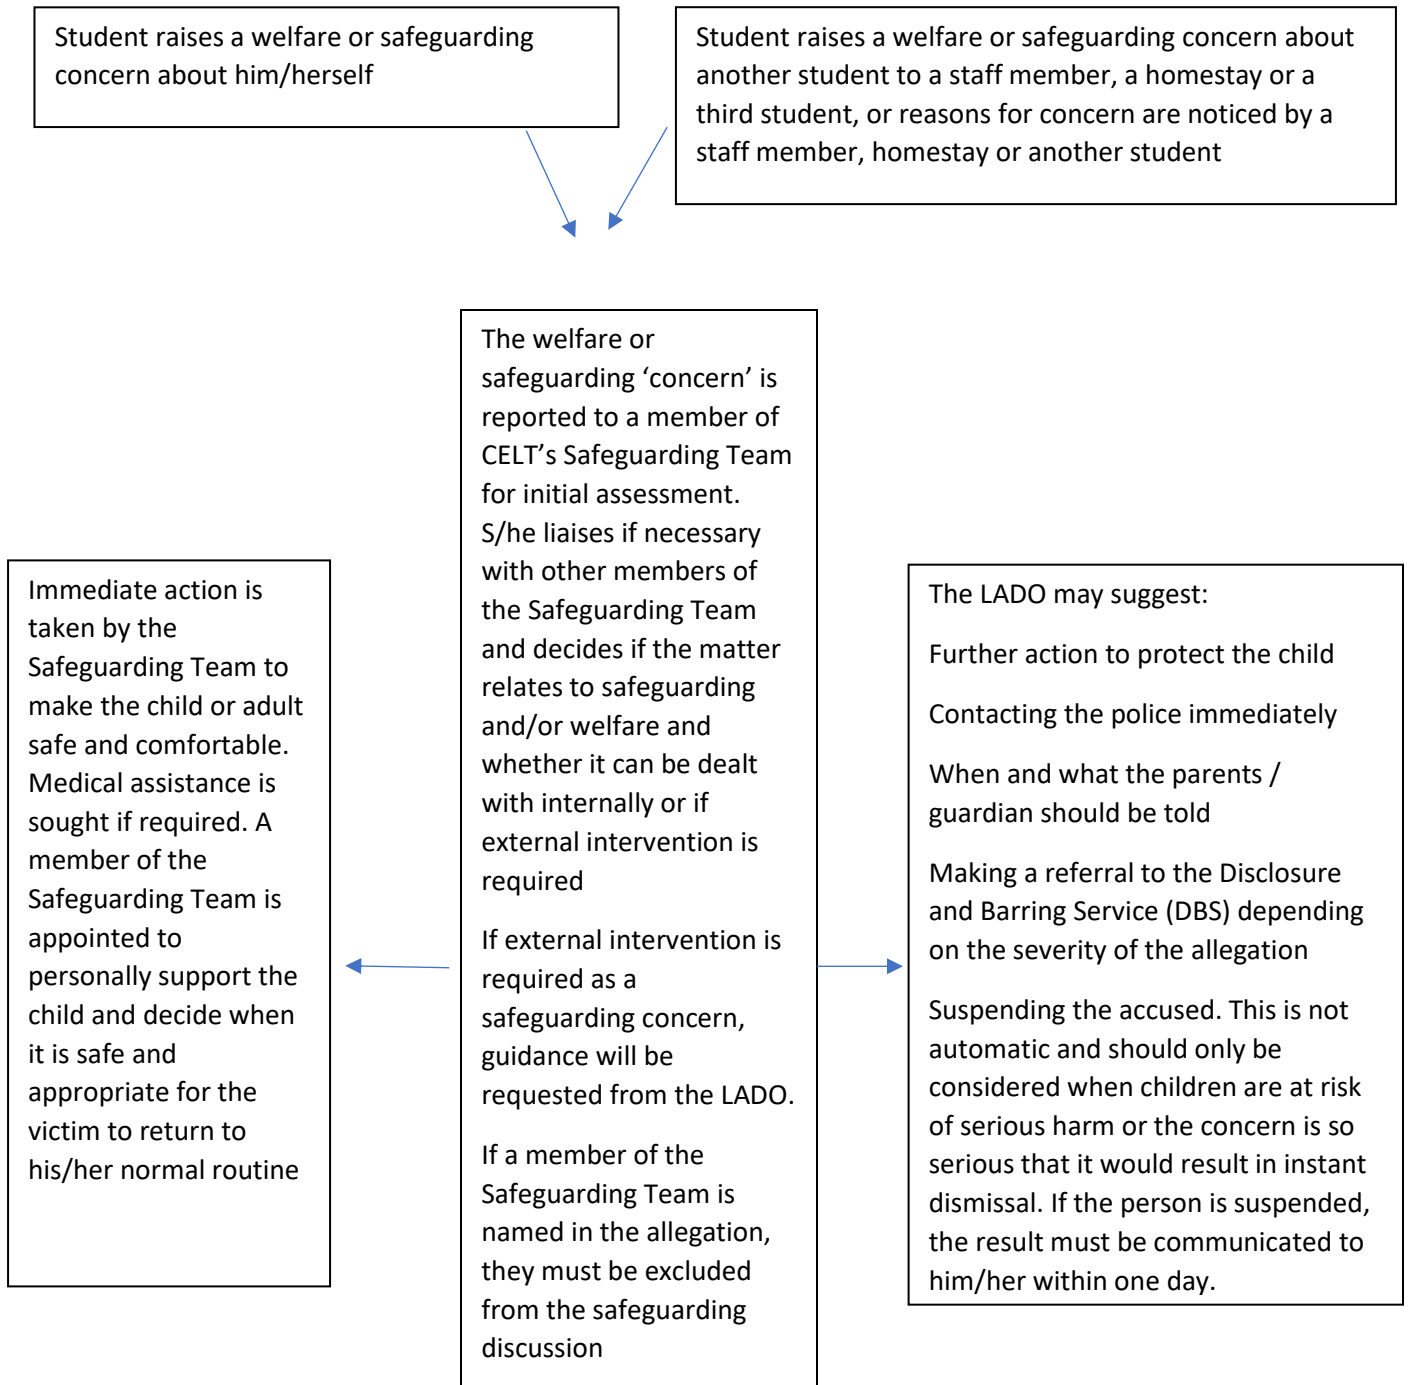 Student raises a welfare or safeguarding
concern about him/herself
Student raises a welfare or safeguarding concern about
another student to a staff member, a homestay or a
third student, or reasons for concern are noticed by a
staff member, homestay or another student
The welfare or
safeguarding ‘concern’ is
reported to a member of
CELT’s Safeguarding Team
for initial assessment.
S/he liaises if necessary
with other members of
the Safeguarding Team
and decides if the matter
relates to safeguarding
and/or welfare and
whether it can be dealt
with internally or if
external intervention is
required
If external intervention is
required as a
safeguarding concern,
guidance will be
requested from the LADO.
If a member of the
Safeguarding Team is
named in the allegation,
they must be excluded
from the safeguarding
discussion
Immediate action is
taken by the
Safeguarding Team to
make the child or adult
safe and comfortable.
Medical assistance is
sought if required. A
member of the
Safeguarding Team is
appointed to
personally support the
child and decide when
it is safe and
appropriate for the
victim to return to
his/her normal routine
The LADO may suggest:
Further action to protect the child
Contacting the police immediately
When and what the parents /
guardian should be told
Making a referral to the Disclosure
and Barring Service (DBS) depending
on the severity of the allegation
Suspending the accused. This is not
automatic and should only be
considered when children are at risk
of serious harm or the concern is so
serious that it would result in instant
dismissal. If the person is suspended,
the result must be communicated to
him/her within one day.